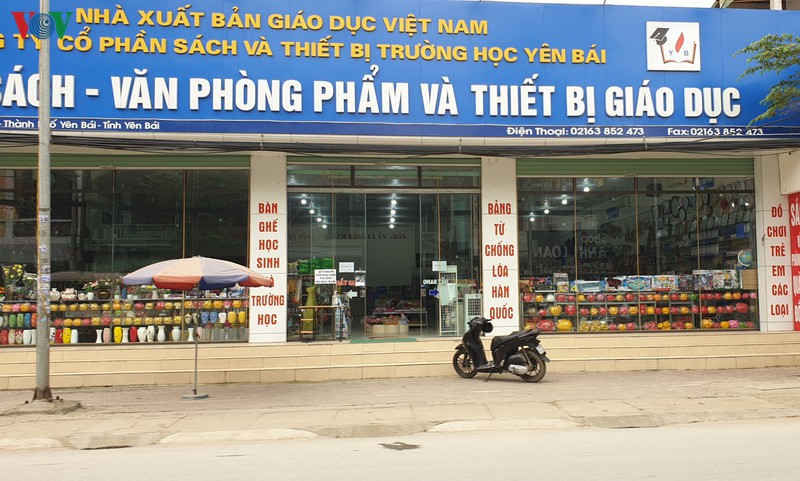 VOV
NHÀ XUẤT BẢN GIÁO DỤC VIỆT NAM
TY CỔ PHẦN SÁCH VÀ THIẾT BỊ TRƯỜNG HỌC YÊN BÁI
SÁCH - VĂN PHÒNG PHẨM VÀ THIẾT BỊ GIÁO DỤC
Thành Phố Yên Bái-Tỉnh Yên Bái
Điện Thoại: 02163 852 473
Fax: 02163 852 473
Y B
BÀN
GHẾ
HỌC
SINH
TRƯỜNG
HỌC
BẢNG
TỪ
CHỐNG
LÓA
HÀN
QUỐC
ĐỒ
CHƠI
TRẺ
EM
CÁC
LOẠI